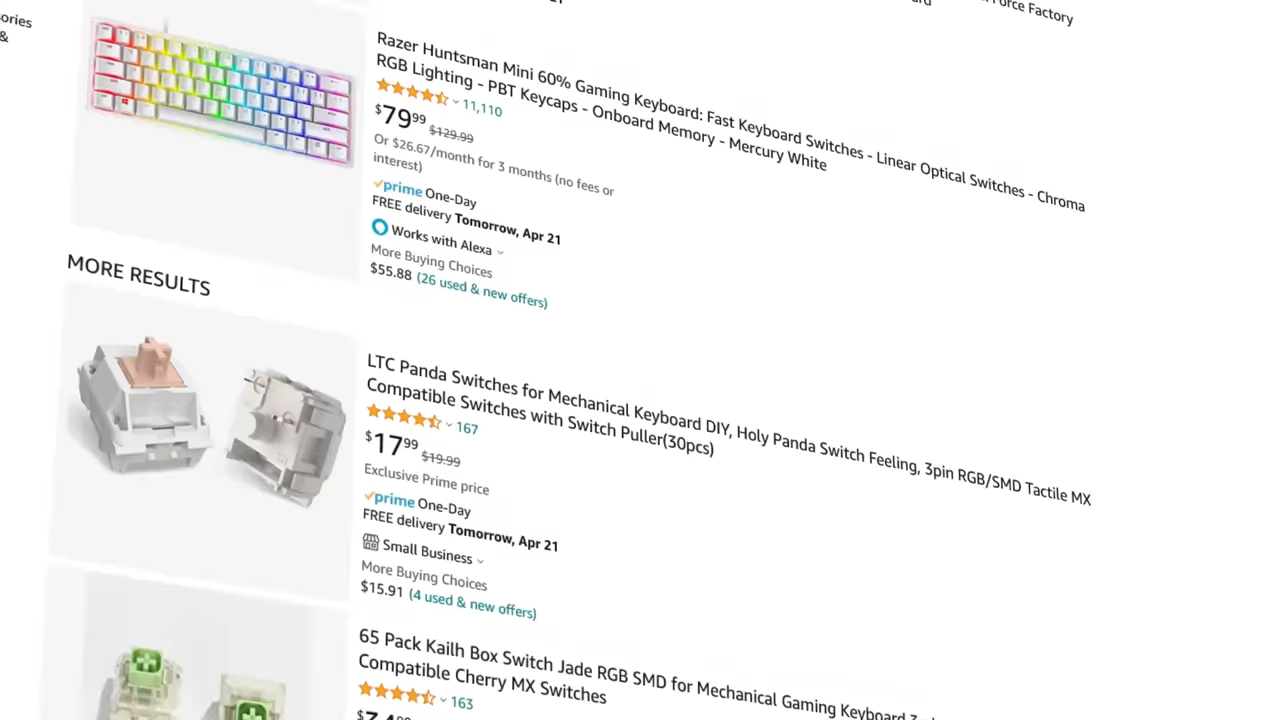 ories
&
Force Factory
Razer Huntsman Mini 60% Gaming Keyboard: Fast Keyboard Switches - Linear Optical Switches - Chroma
RGB Lighting - PBT Keycaps - Onboard Memory - Mercury White
11,110
$79.99 $129.99
Or $26.67/month for 3 months (no fees or
interest)
prime One-Day
FREE delivery Tomorrow, Apr 21
Works with Alexa
More Buying Choices
$55.88 (26 used & new offers)
MORE RESULTS
LTC Panda Switches for Mechanical Keyboard DIY, Holy Panda Switch Feeling, 3pin RGB/SMD Tactile MX
Compatible Switches with Switch Puller(30pcs)
167
$17.99 $19.99
Exclusive Prime price
prime One-Day
FREE delivery Tomorrow, Apr 21
Small Business
More Buying Choices
$15.91 (4 used & new offers)
65 Pack Kailh Box Switch Jade RGB SMD for Mechanical Gaming Keyboard
Compatible Cherry MX Switches
163